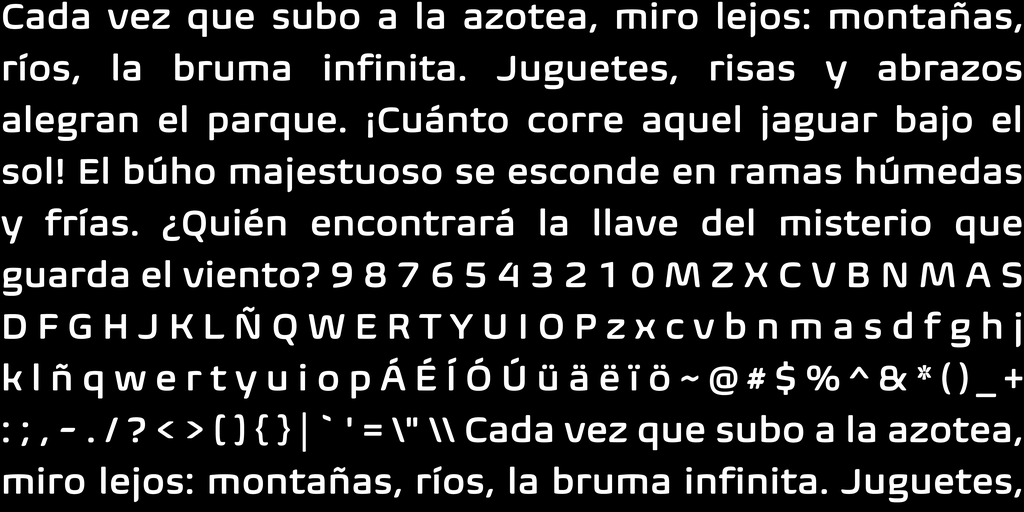 Cada vez que subo a la azotea, miro lejos: montañas,
ríos, la bruma infinita. Juguetes, risas y abrazos
alegran el parque. ¡Cuánto corre aquel jaguar bajo el
sol! El búho majestuoso se esconde en ramas húmedas
y frías. ¿Quién encontrará la llave del misterio que
guarda el viento? 9 8 7 6 5 4 3 2 1 0 M Z X C V B N M A S
D F G H J K L Ñ Q W E R T Y U I O P z x c v b n m a s d f g h j
k l ñ q w e r t y u i o p Á É Í Ó Ú ü ä ë ï ö ~ @ # $ % ^ & * ( ) _ +
: ; , - . / ? < > [ ] { } | ` ' = \" \\ Cada vez que subo a la azotea,
miro lejos: montañas, ríos, la bruma infinita. Juguetes,